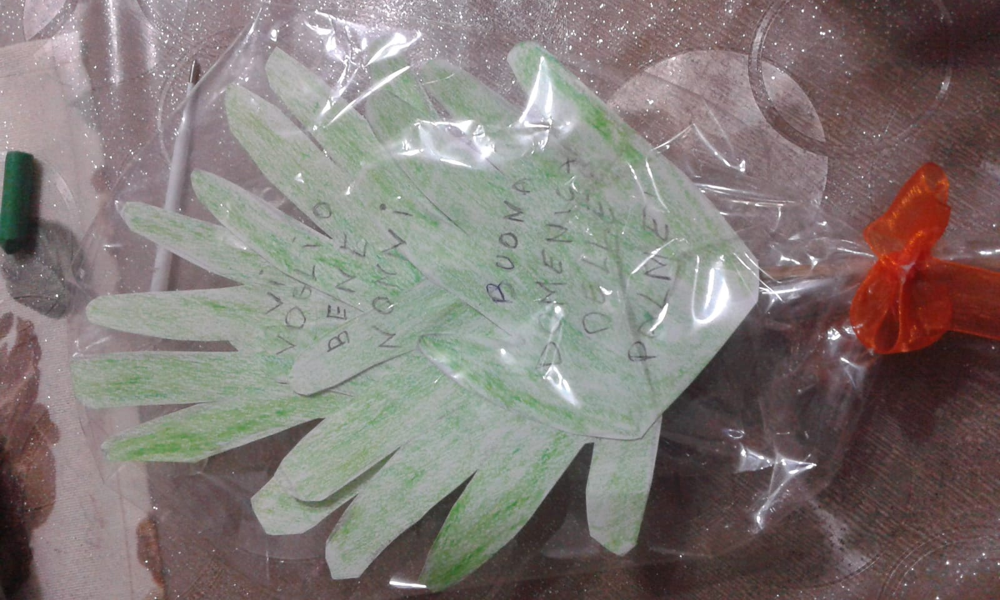 VI
VOGLIO
BENE
NONNI
BUONA
DOMENICA
DELLE
PALME